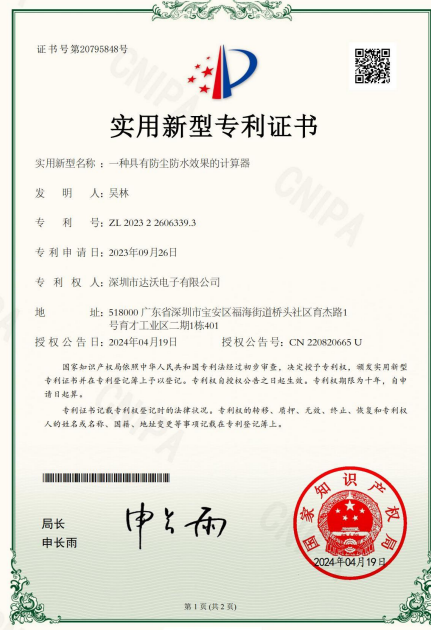 证书号第20795848号
实用新型专利证书
实用新型名称：一种具有防尘防水效果的计算器
发 明 人：吴林
专 利 号：ZL 2023 2 2606339.3
专利申请日：2023年09月26日
专 利 权 人：深圳市达沃电子有限公司
地 址：518000 广东省深圳市宝安区福海街道桥头社区育杰路1
号育才工业区二期1栋401
授权公告日：2024年04月19日 授权公告号：CN 220820665 U
国家知识产权局依照中华人民共和国专利法经过初步审查，决定授予专利权，颁发实用新型
专利证书并在专利登记簿上予以登记。专利权自授权公告之日起生效。专利权期限为十年，自申
请日起算。
专利证书记载专利权登记时的法律状况。专利权的转移、质押、无效、终止、恢复和专利权
人的姓名或名称、国籍、地址变更等事项记载在专利登记簿上。
局长
申长雨
申长雨
国家知识产权局
2024年04月19日
第1页(共2页)
CNIPA
CNIPA
CNIPA